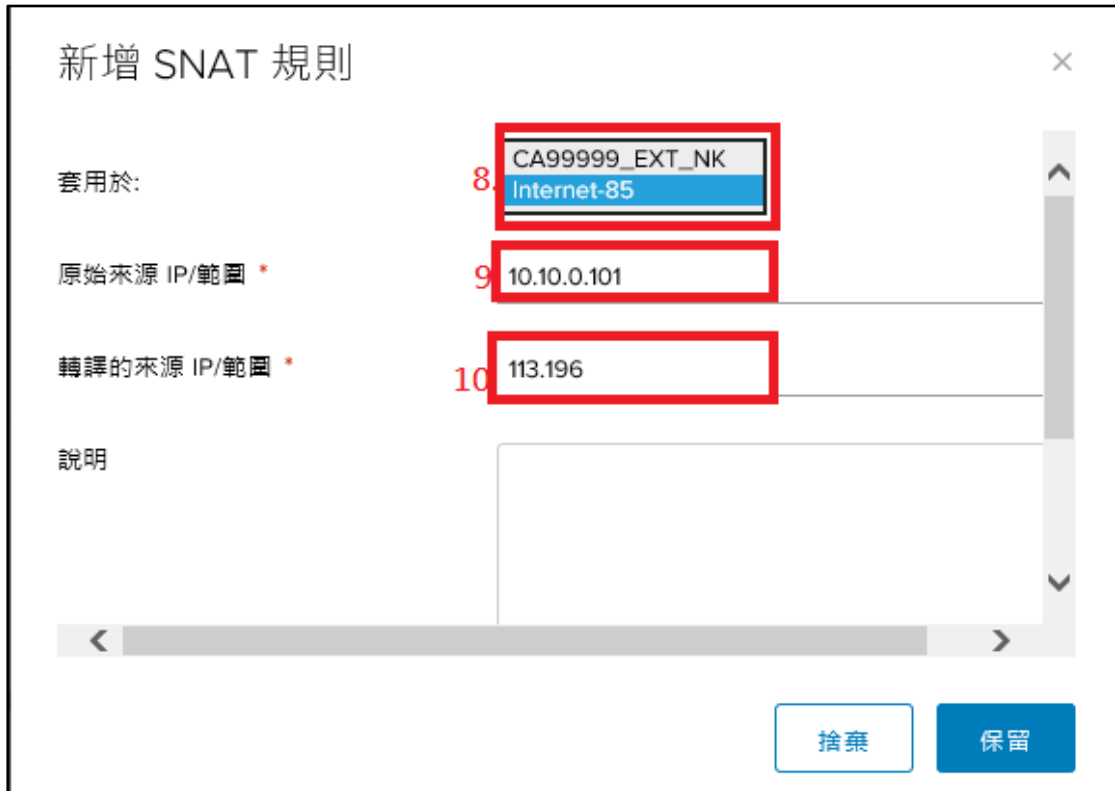 新增 SNAT 規則
×
套用於:
8.
CA99999_EXT_NK
Internet-85
原始來源 IP/範圍 *
9
10.10.0.101
轉譯的來源 IP/範圍 *
10
113.196
說明
捨棄
保留